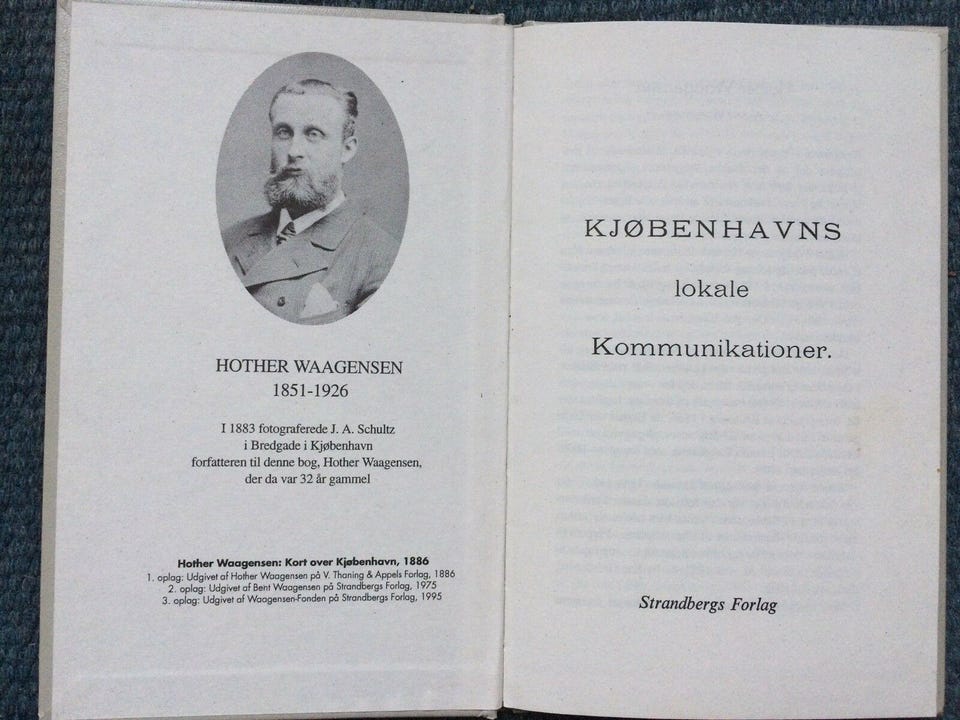 HOTHER WAAGENSEN
1851-1926
I 1883 fotograferede J. A. Schultz
i Bredgade i Kjøbenhavn
forfatteren til denne bog, Hother Waagensen,
der da var 32 år gammel
Hother Waagensen: Kort over Kjøbenhavn, 1886
1. oplag: Udgivet af Hother Waagensen på V. Thaning & Appels Forlag, 1886
2. oplag: Udgivet af Bent Waagensen på Strandbergs Forlag, 1975
3. oplag: Udgivet af Waagensen-Fonden på Strandbergs Forlag, 1995
KJØBENHAVNS
lokale
Kommunikationer.
Strandbergs Forlag